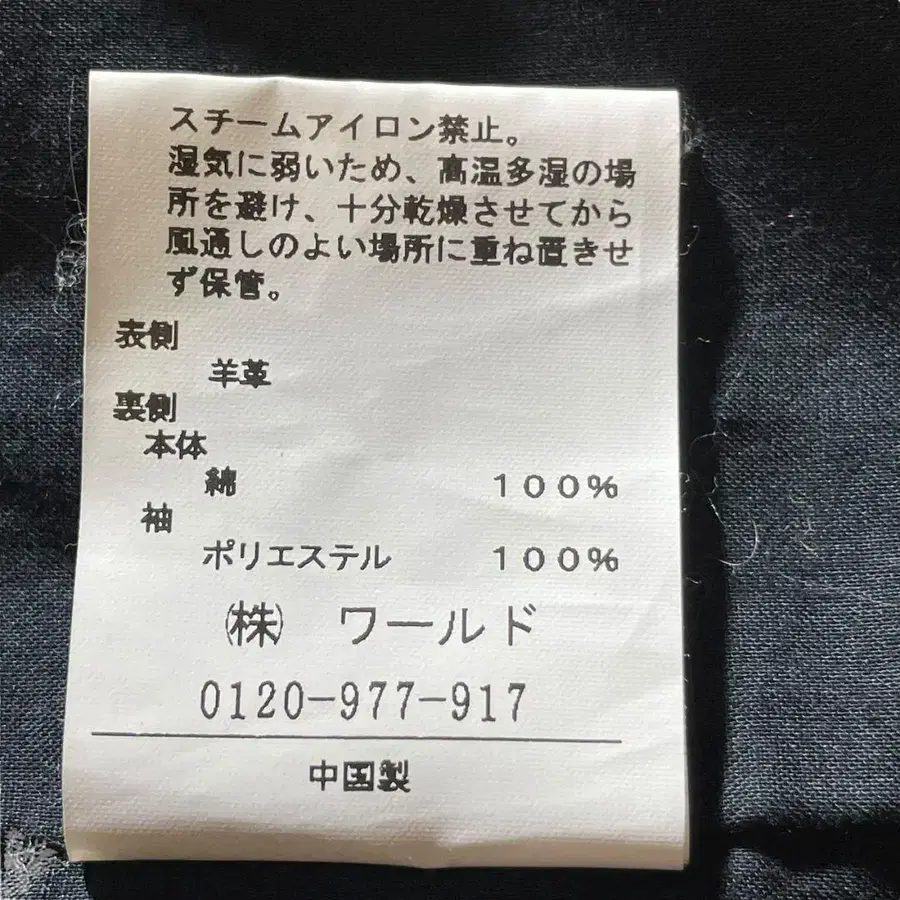 スチームアイロン禁止。
湿気に弱いため、高温多湿の場
所を避け、十分乾燥させてから
風通しのよい場所に重ね置きせ
ず保管。
表側
羊革
裏側
本体
綿 １００％
袖
ポリエステル １００％
㈱ ワールド
0120-977-917
中国製